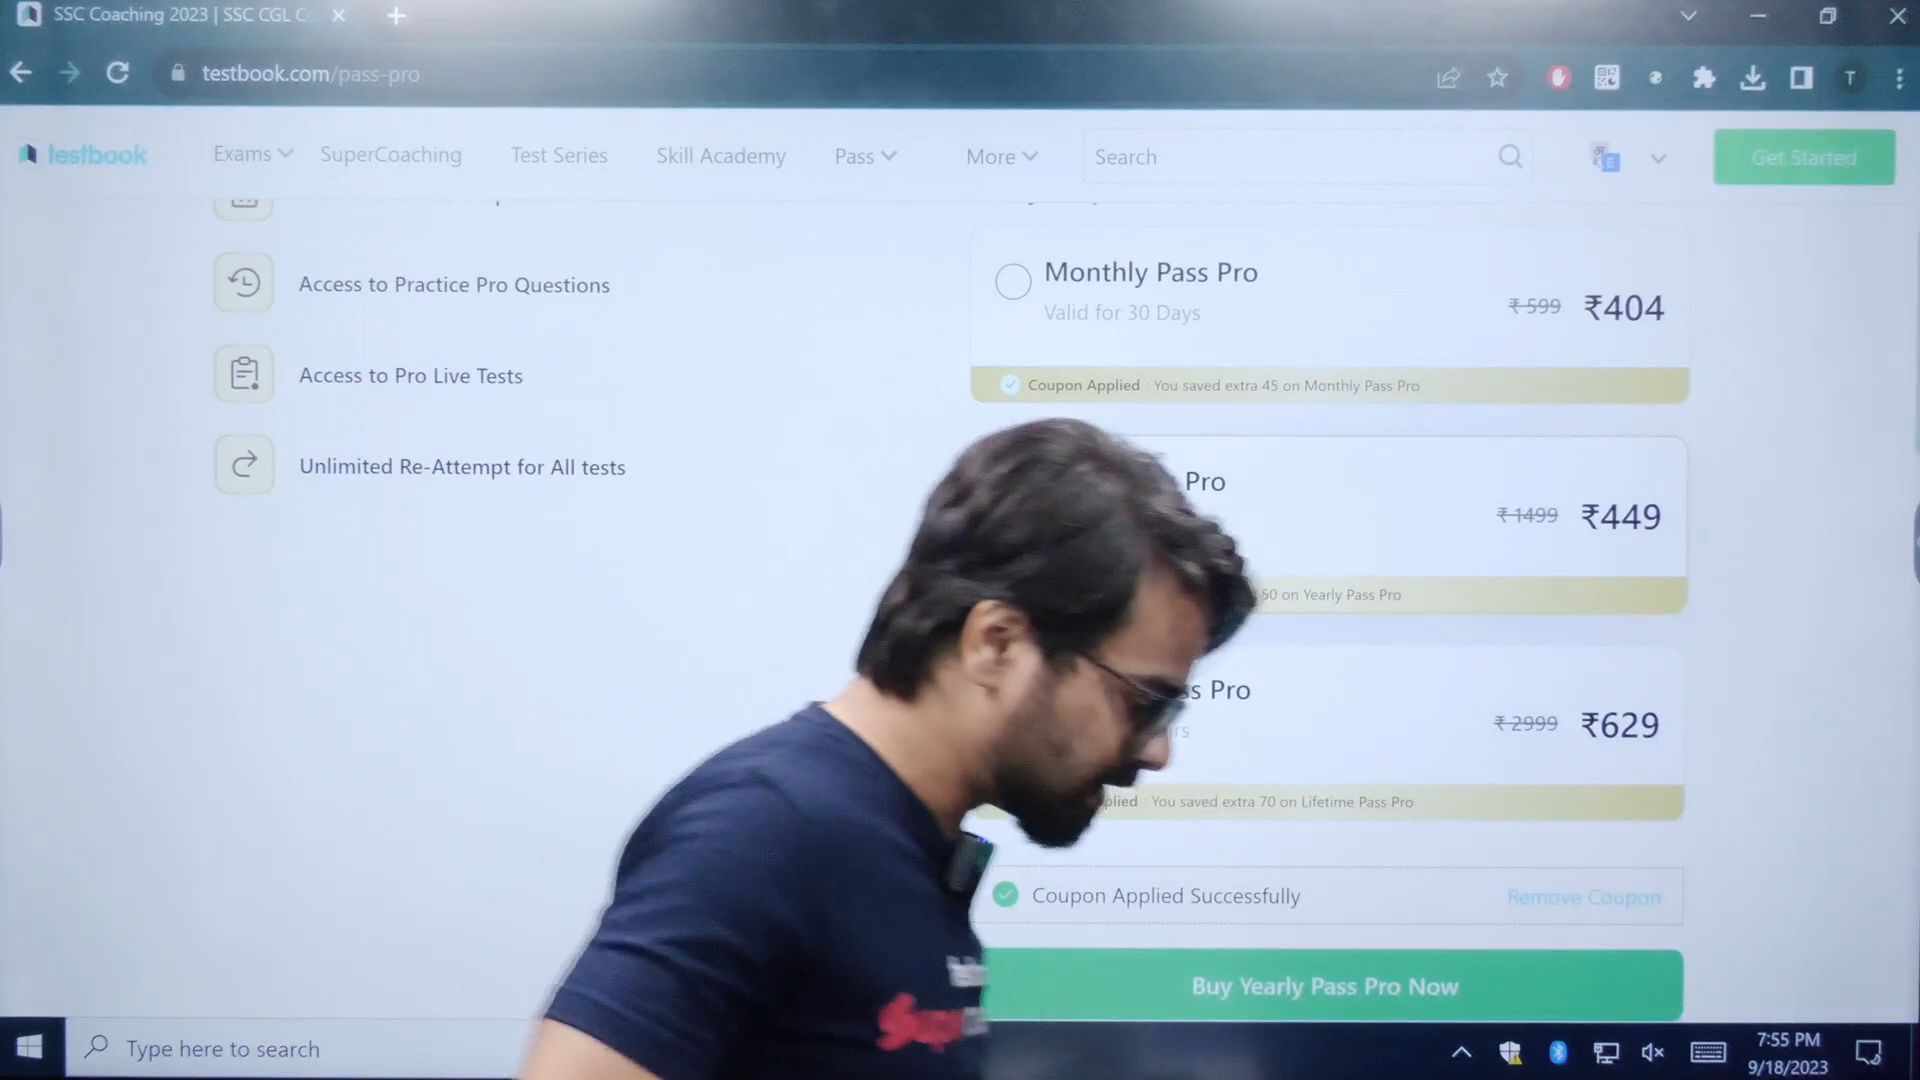 SSC Coaching 2023 | SSC CGL Co
testbook.com/pass-pro
T
testbook
Exams
SuperCoaching
Test Series
Skill Academy
Pass
More
Search
E
Get Started
Access to Practice Pro Questions
Access to Pro Live Tests
Unlimited Re-Attempt for All tests
Monthly Pass Pro
Valid for 30 Days
₹ 599 ₹404
Coupon Applied : You saved extra 45 on Monthly Pass Pro
Pro
₹ 1499 ₹449
50 on Yearly Pass Pro
ss Pro
rs
₹ 2999 ₹629
plied : You saved extra 70 on Lifetime Pass Pro
Coupon Applied Successfully
Remove Coupon
Buy Yearly Pass Pro Now
Type here to search
7:55 PM
9/18/2023